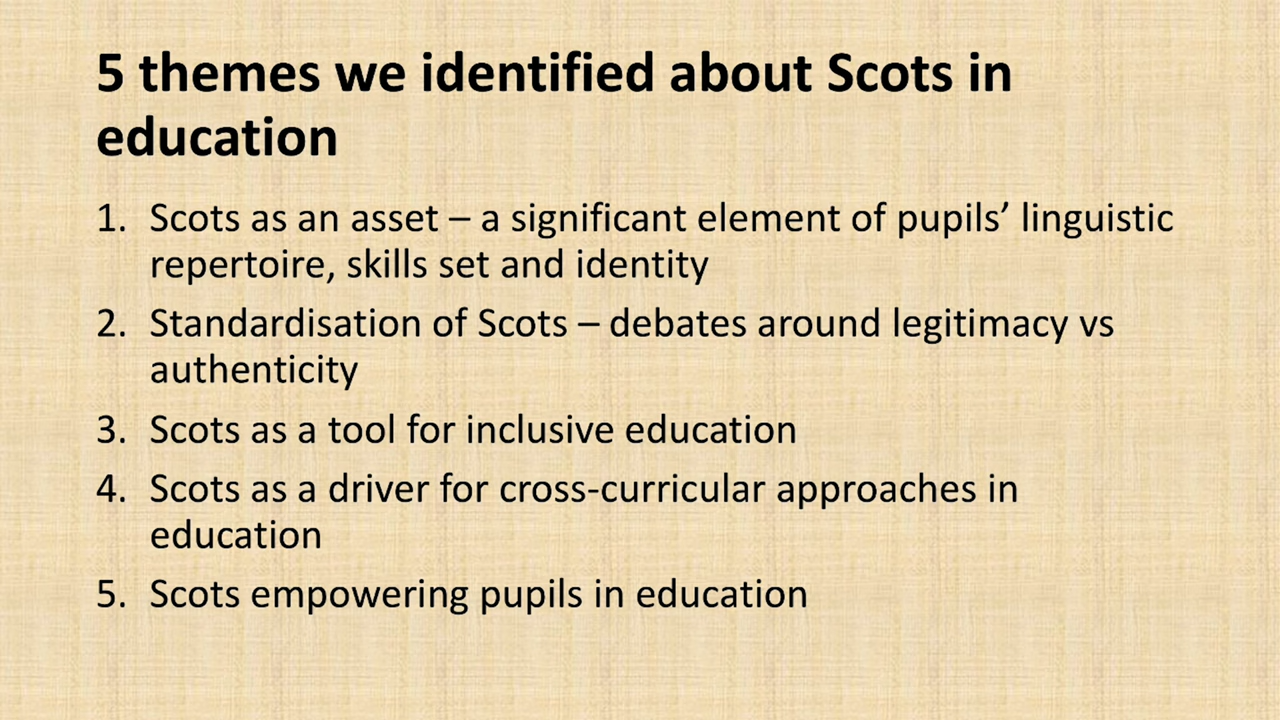 5 themes we identified about Scots in
education
1. Scots as an asset – a significant element of pupils’ linguistic
repertoire, skills set and identity
2. Standardisation of Scots – debates around legitimacy vs
authenticity
3. Scots as a tool for inclusive education
4. Scots as a driver for cross-curricular approaches in
education
5. Scots empowering pupils in education